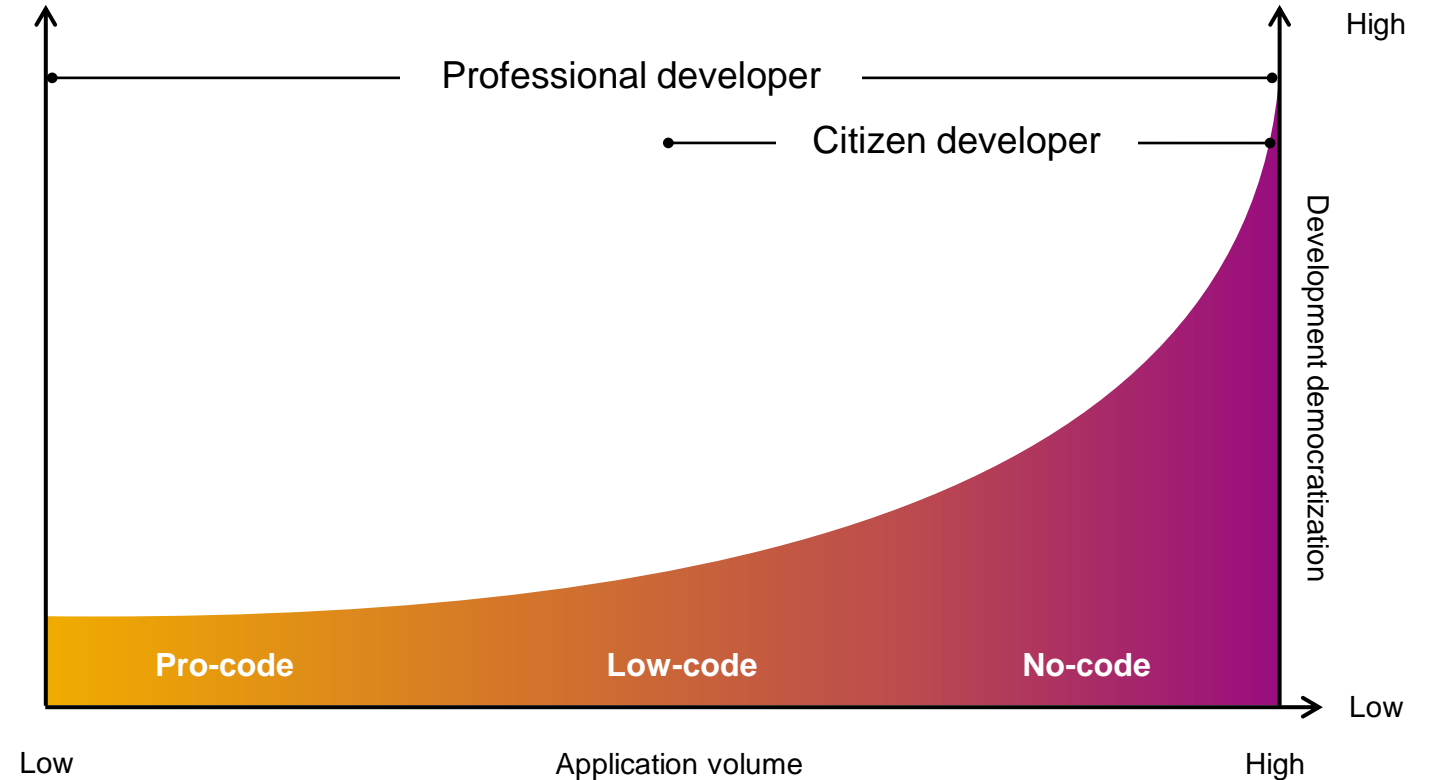 High
Professional developer
Citizen developer
Development democratization
Pro-code
Low-code
No-code
Low
Low
Application volume
High